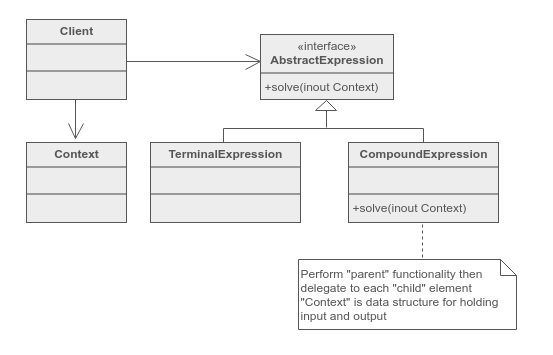 Client
«interface»
AbstractExpression
+solve(inout Context)
Context
TerminalExpression
CompoundExpression
+solve(inout Context)
Perform "parent" functionality then
delegate to each "child" element
"Context" is data structure for holding
input and output